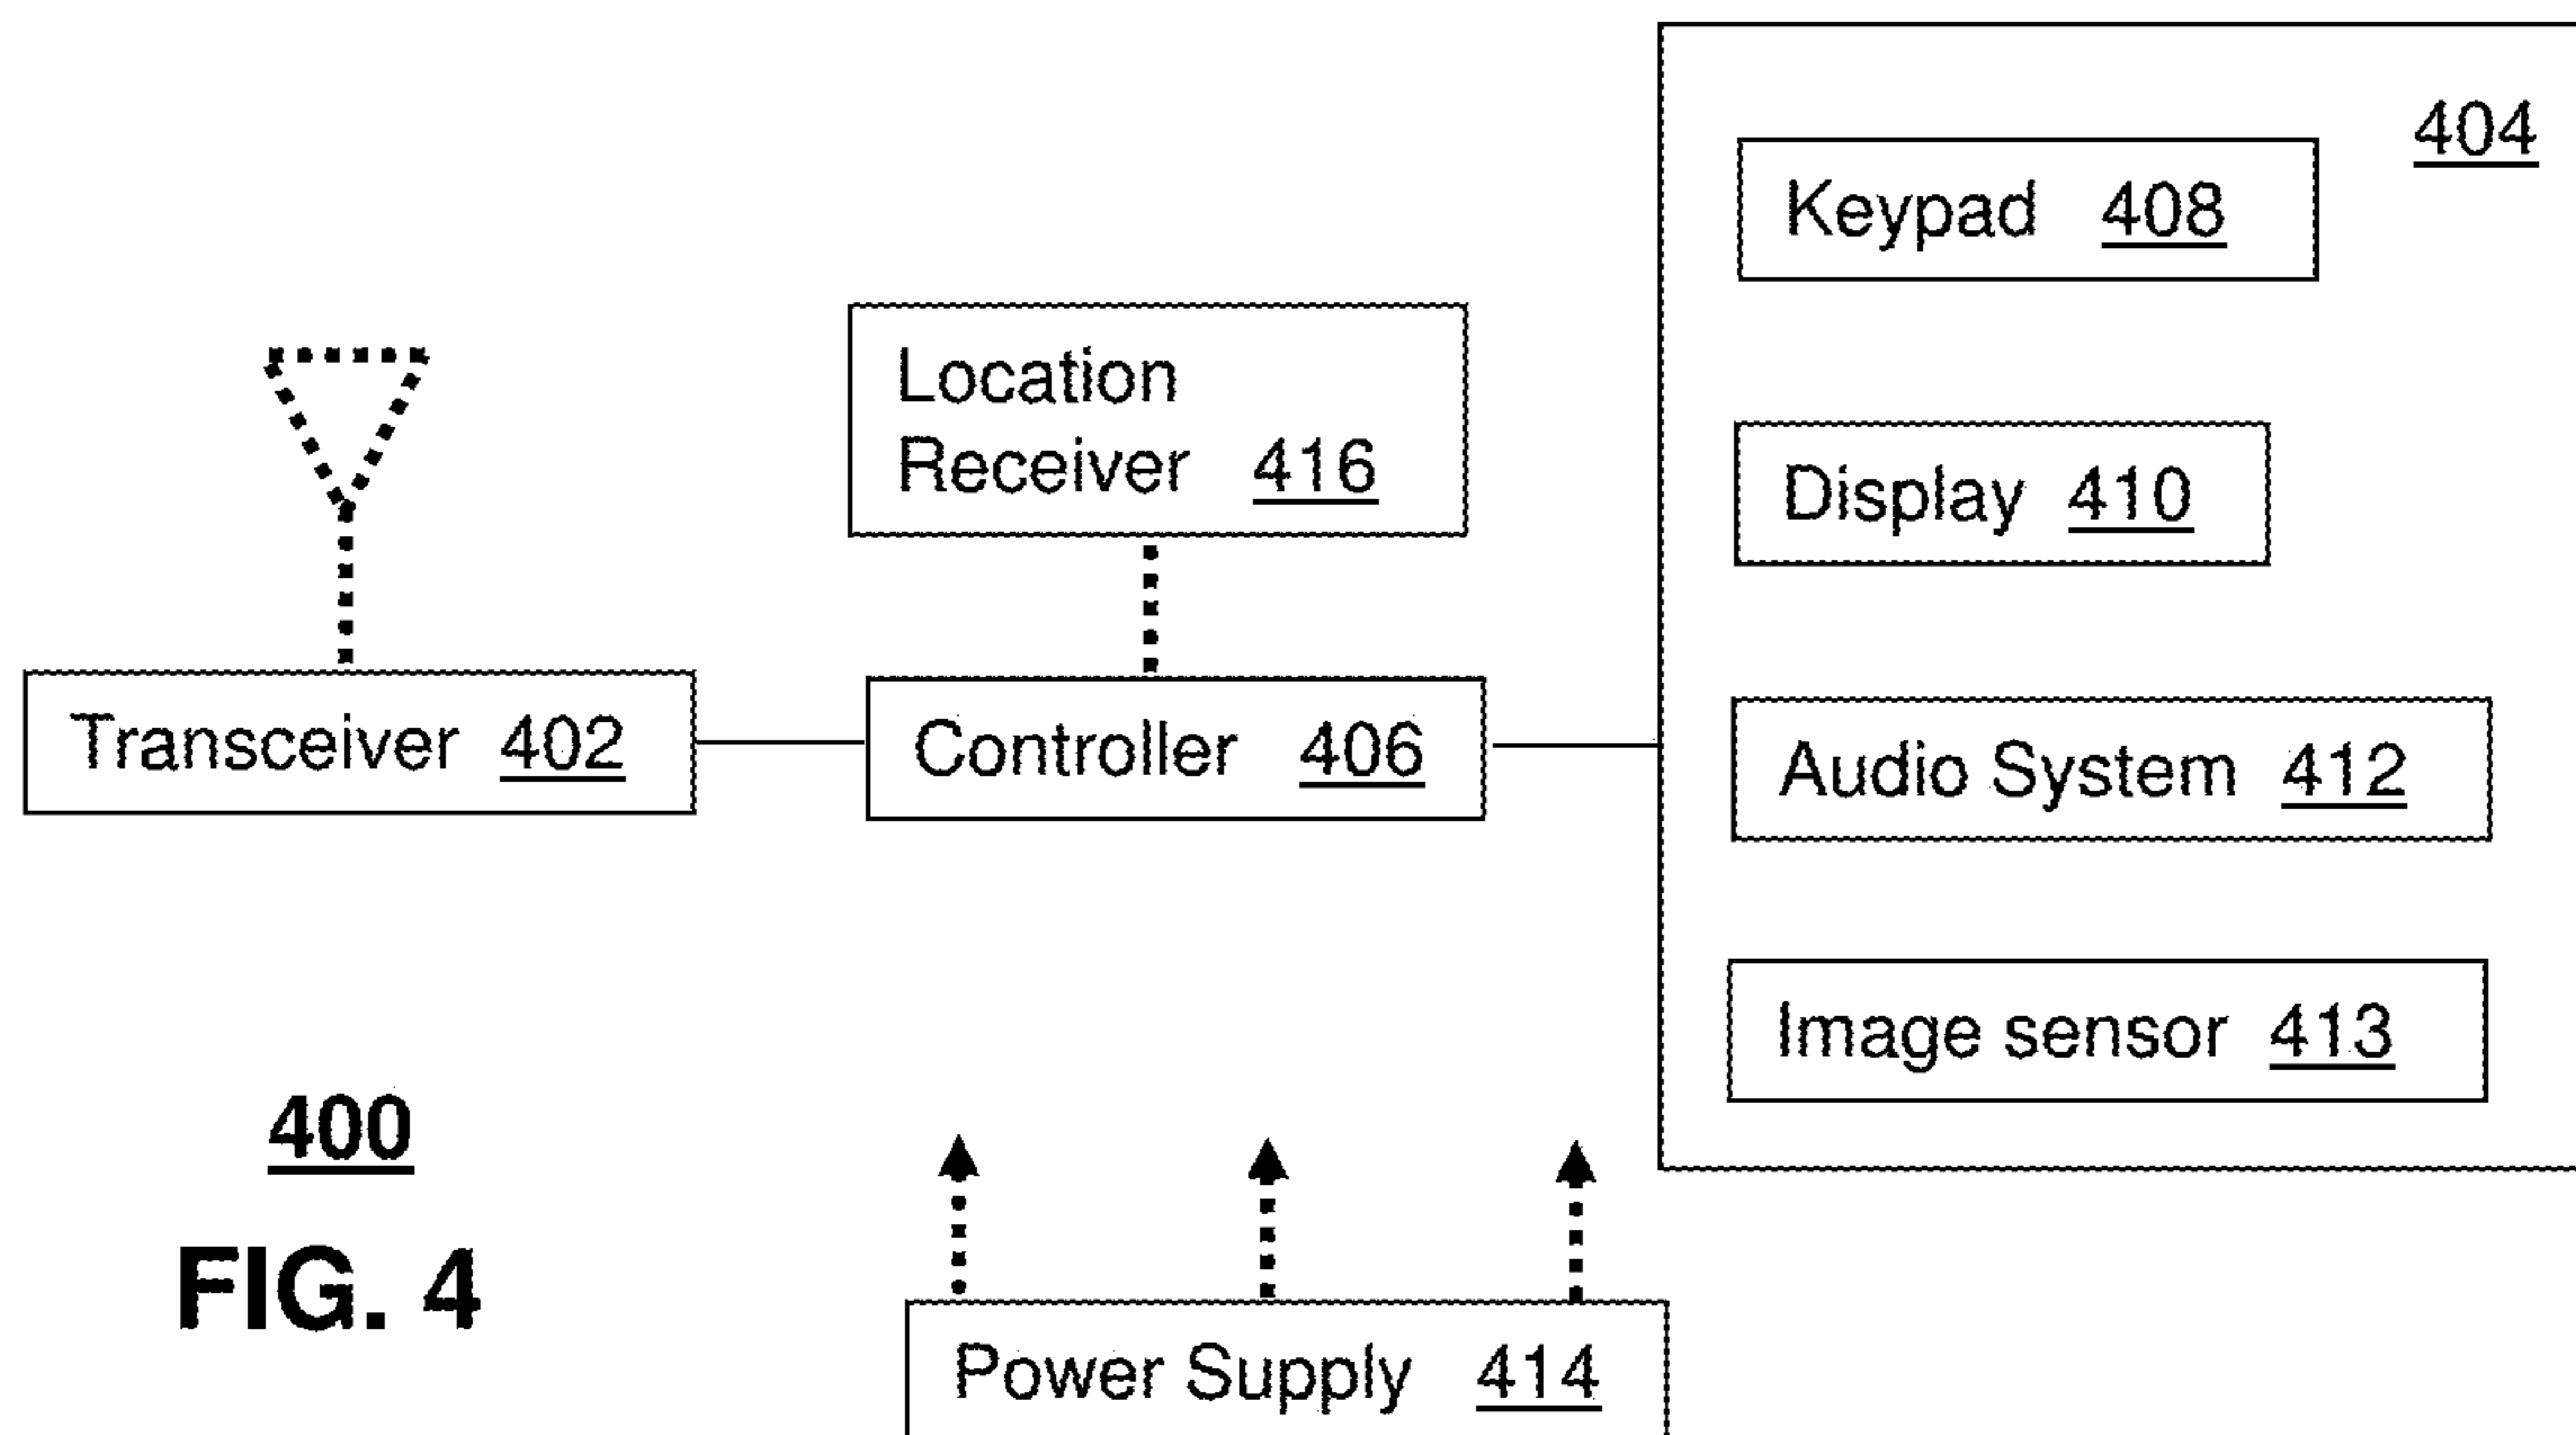 404
Keypad 408
Location
Receiver 416
Display 410
Transceiver 402
Controller 406
Audio System 412
Image sensor 413
400
FIG. 4
Power Supply 414